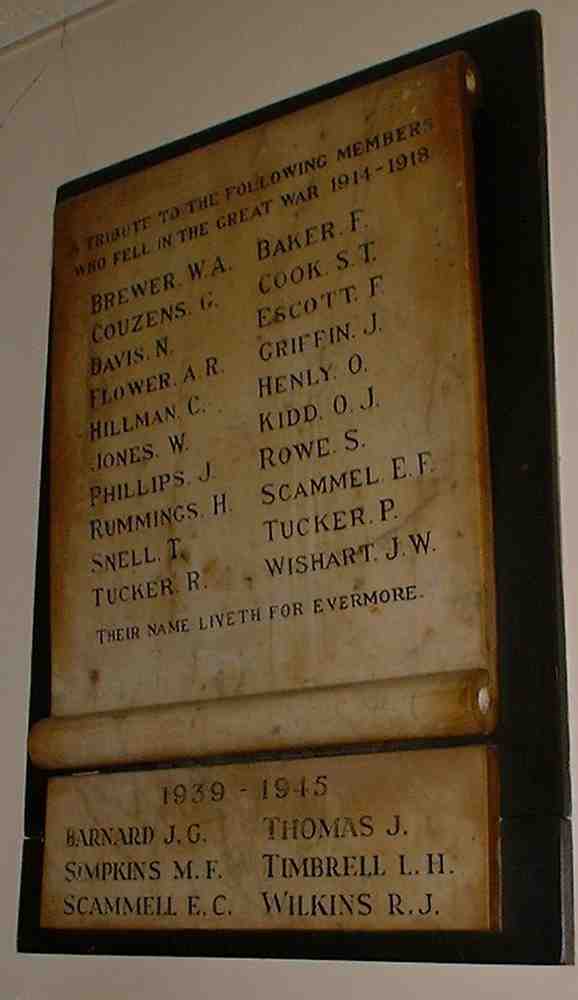 A TRIBUTE TO THE FOLLOWING MEMBERS
WHO FELL IN THE GREAT WAR 1914-1918
BREWER. W.A. BAKER. F.
COUZENS. G. COOK. S.T.
DAVIS. N. ESCOTT. F
FLOWER. A.R. GRIFFIN. J.
HILLMAN. C. HENLY. O.
JONES. W. KIDD. O.J.
PHILLIPS. J ROWE. S.
RUMMINGS. H. SCAMMEL. E.F.
SNELL. T. TUCKER. P.
TUCKER. R. WISHART. J.W.
THEIR NAME LIVETH FOR EVERMORE.
1939 - 1945
BARNARD J.G. THOMAS J.
SIMPKINS M.F. TIMBRELL L.H.
SCAMMELL E.C. WILKINS R.J.